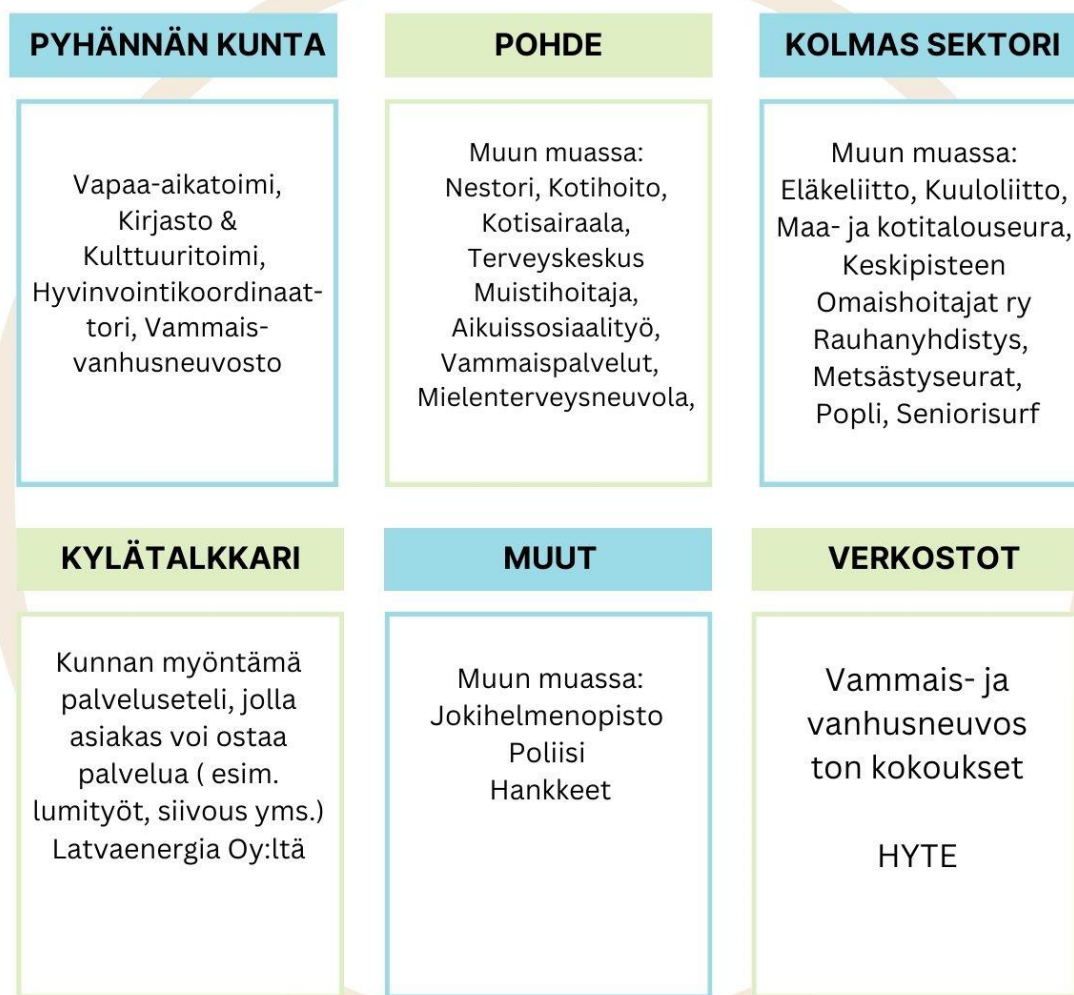 PYHÄNNÄN KUNTA
Vapaa-aikatoimi,
Kirjasto &
Kulttuuritoimi,
Hyvinvointikoordinaat-
tori, Vammais-
vanhusneuvosto
POHDE
Muun muassa:
Nestori, Kotihoito,
Kotisairaala,
Terveyskeskus
Muistihoitaja,
Aikuissosiaalityö,
Vammaispalvelut,
Mielenterveysneuvola,
KOLMAS SEKTORI
Muun muassa:
Eläkeliitto, Kuuloliitto,
Maa- ja kotitalouseura,
Keskipisteen
Omaishoitajat ry
Rauhanyhdistys,
Metsästyseurat,
Popli, Seniorisurf
KYLÄTALKKARI
Kunnan myöntämä
palveluseteli, jolla
asiakas voi ostaa
palvelua ( esim.
lumityöt, siivous yms.)
Latvaenergia Oy:ltä
MUUT
Muun muassa:
Jokihelmenopisto
Poliisi
Hankkeet
VERKOSTOT
Vammais- ja
vanhusneuvos
ton kokoukset
HYTE